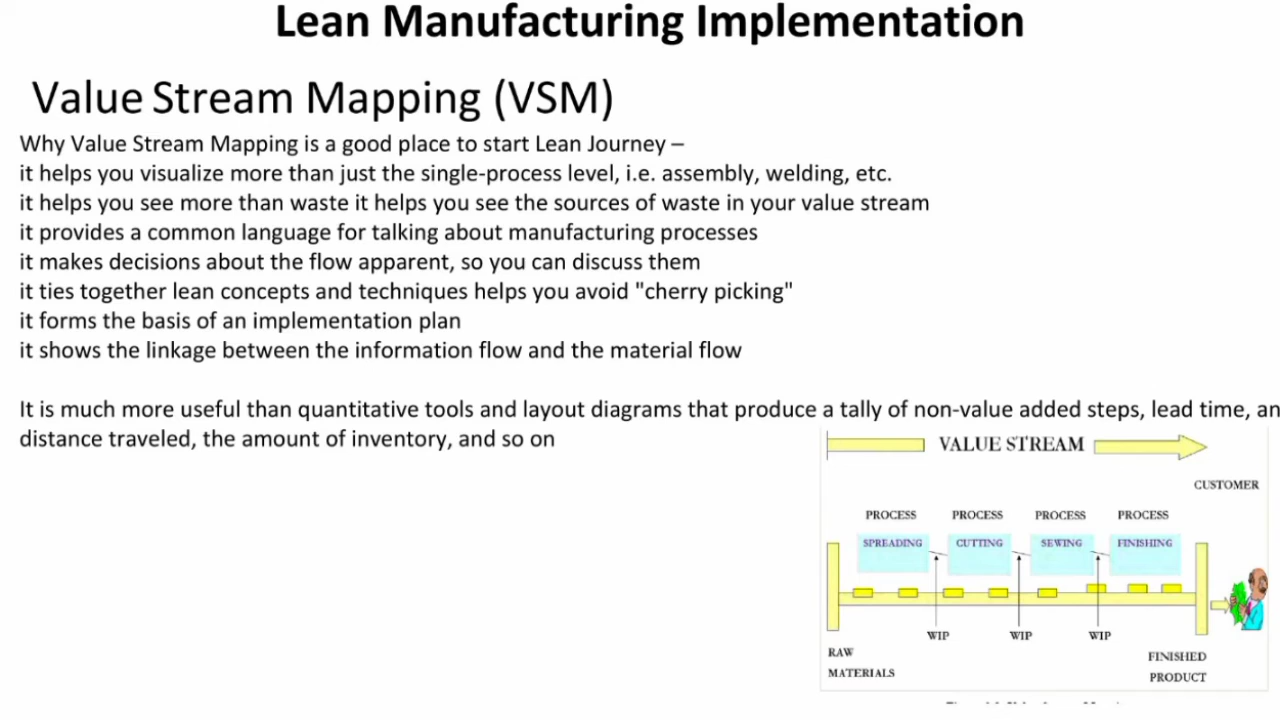 Lean Manufacturing Implementation
Value Stream Mapping (VSM)
Why Value Stream Mapping is a good place to start Lean Journey –
it helps you visualize more than just the single-process level, i.e. assembly, welding, etc.
it helps you see more than waste it helps you see the sources of waste in your value stream
it provides a common language for talking about manufacturing processes
it makes decisions about the flow apparent, so you can discuss them
it ties together lean concepts and techniques helps you avoid "cherry picking"
it forms the basis of an implementation plan
it shows the linkage between the information flow and the material flow
It is much more useful than quantitative tools and layout diagrams that produce a tally of non-value added steps, lead time, an
distance traveled, the amount of inventory, and so on
VALUE STREAM
CUSTOMER
PROCESS PROCESS PROCESS PROCESS
SPREADING CUTTING SEWING FINISHING
WIP WIP WIP
RAW
MATERIALS
FINISHED
PRODUCT